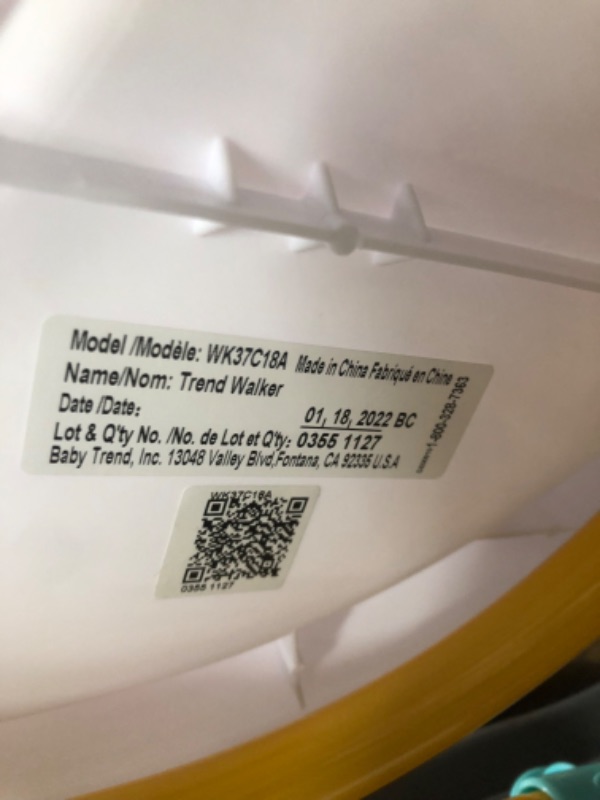 Model /Modèle: WK37C18A Made in China Fabriqué en Chine
Name/Nom: Trend Walker
Date /Date: 01, 18, 2022 BC
Lot & Q'ty No. /No. de Lot et Q'ty: 0355 1127
Baby Trend, Inc. 13048 Valley Blvd,Fontana, CA 92335 U.S.A
1-800-328-7363
WK37C18A
0355 1127